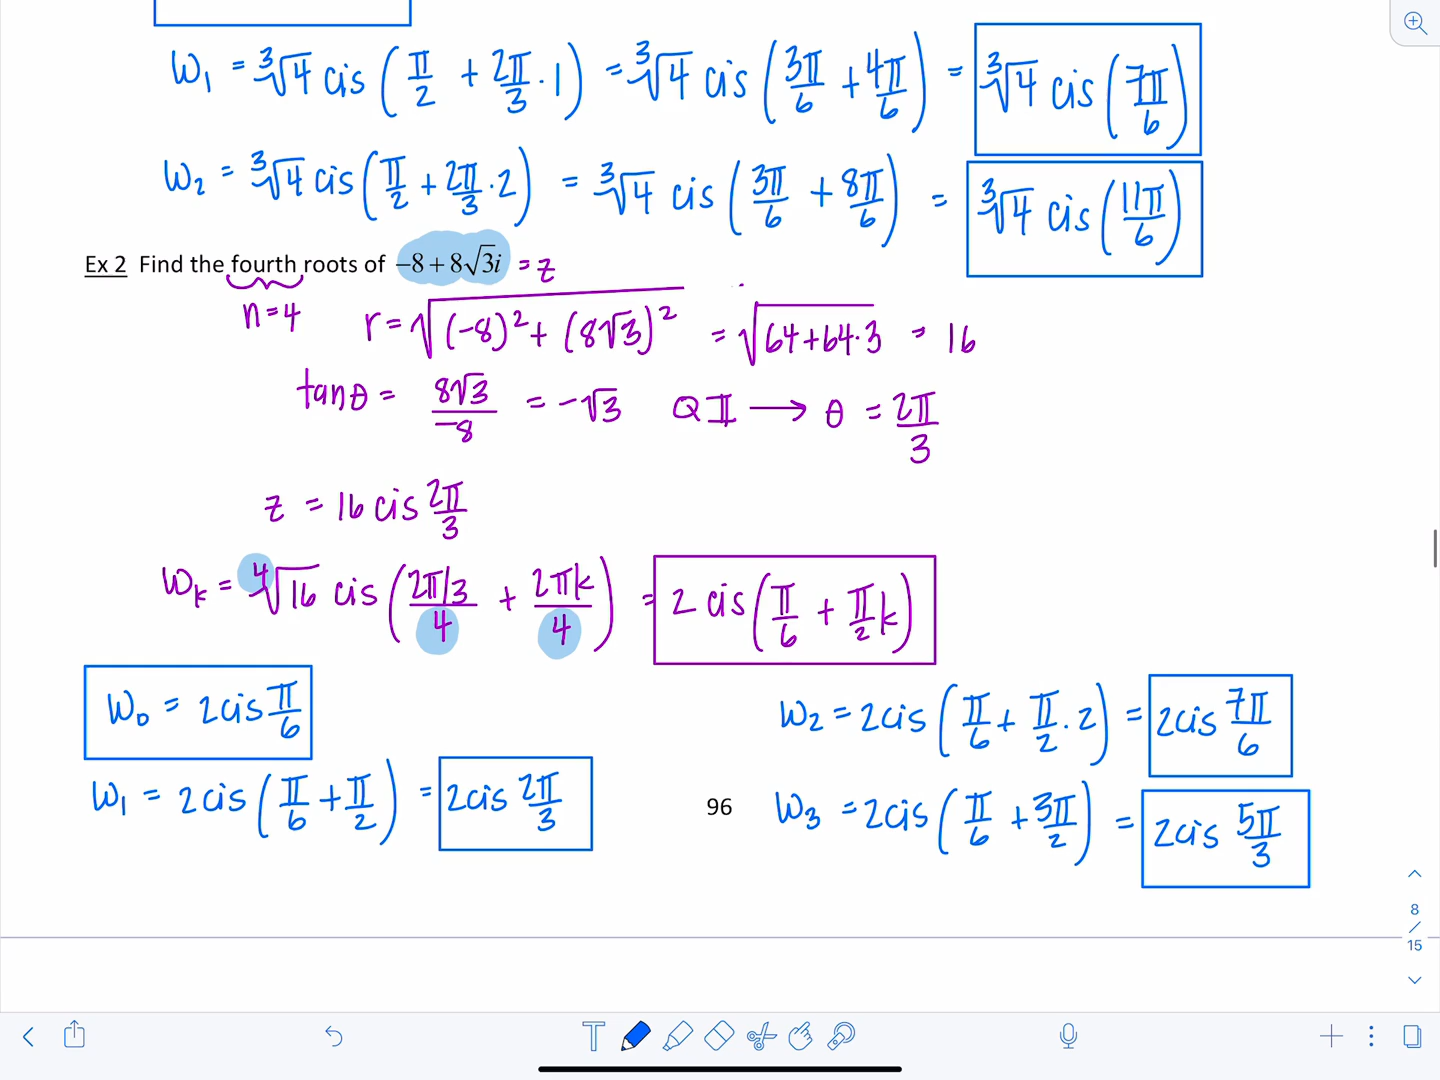 W₁ = ∛4 cis(π/2 + 2π/3 · 1) = ∛4 cis(3π/6 + 4π/6) = ∛4 cis(7π/6)
W₂ = ∛4 cis(π/2 + 2π/3 · 2) = ∛4 cis(3π/6 + 8π/6) = ∛4 cis(11π/6)
Ex 2 Find the fourth roots of −8 + 8√3i = z
n=4 r = √((-8)² + (8√3)²) = √(64+64·3) = 16
tanθ = 8√3/-8 = -√3 QII → θ = 2π/3
z = 16 cis 2π/3
Wₖ = ∜16 cis((2π/3)/4 + 2πk/4) = 2 cis(π/6 + π/2 k)
W₀ = 2cis π/6
W₂ = 2cis(π/6 + π/2 · 2) = 2cis 7π/6
W₁ = 2cis(π/6 + π/2) = 2cis 2π/3
96
W₃ = 2cis(π/6 + 3π/2) = 2cis 5π/3
8
/
15
T